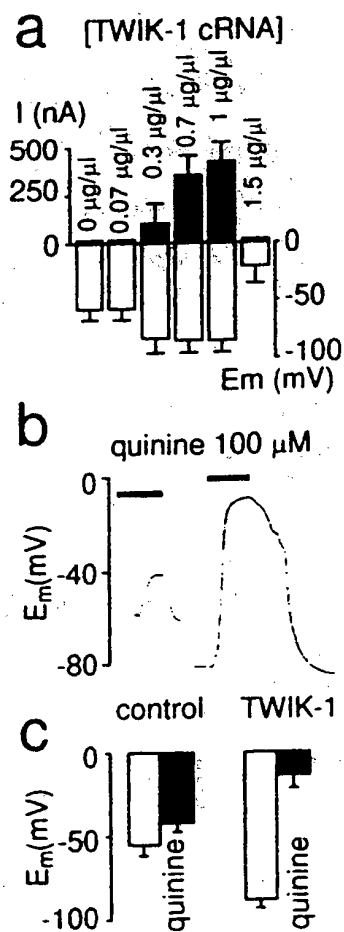 a [TWIK-1 cRNA]
I (nA)
500
250
0
0 µg/µl
0.07 µg/µl
0.3 µg/µl
0.7 µg/µl
1 µg/µl
1.5 µg/µl
0
-50
-100
Em (mV)
b
quinine 100 µM
0
-40
-80
Em(mV)
control TWIK-1
c
0
-50
-100
Em(mV)
quinine
quinine